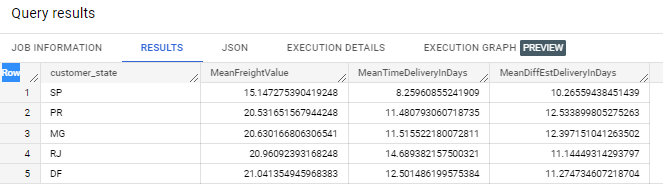 Query results
JOB INFORMATION RESULTS JSON EXECUTION DETAILS EXECUTION GRAPH PREVIEW
Row customer_state MeanFreightValue MeanTimeDeliveryInDays MeanDiffEstDeliveryInDays
1 SP 15.147275390419248 8.25960855241909 10.26559438451439
2 PR 20.531651567944248 11.480793060718735 12.533899805275263
3 MG 20.630166806306541 11.515522180072811 12.397151041263502
4 RJ 20.96092393168248 14.689382157500321 11.14449314293797
5 DF 21.041354945968383 12.501486199575384 11.274734607218704